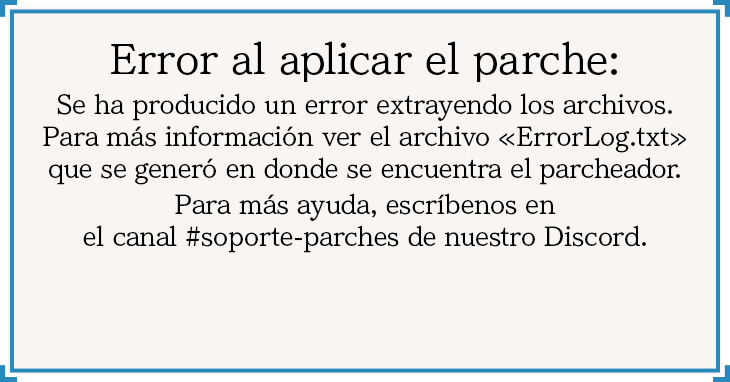 Error al aplicar el parche:
Se ha producido un error extrayendo los archivos.
Para más información ver el archivo «ErrorLog.txt»
que se generó en donde se encuentra el parcheador.
Para más ayuda, escríbenos en
el canal #soporte-parches de nuestro Discord.